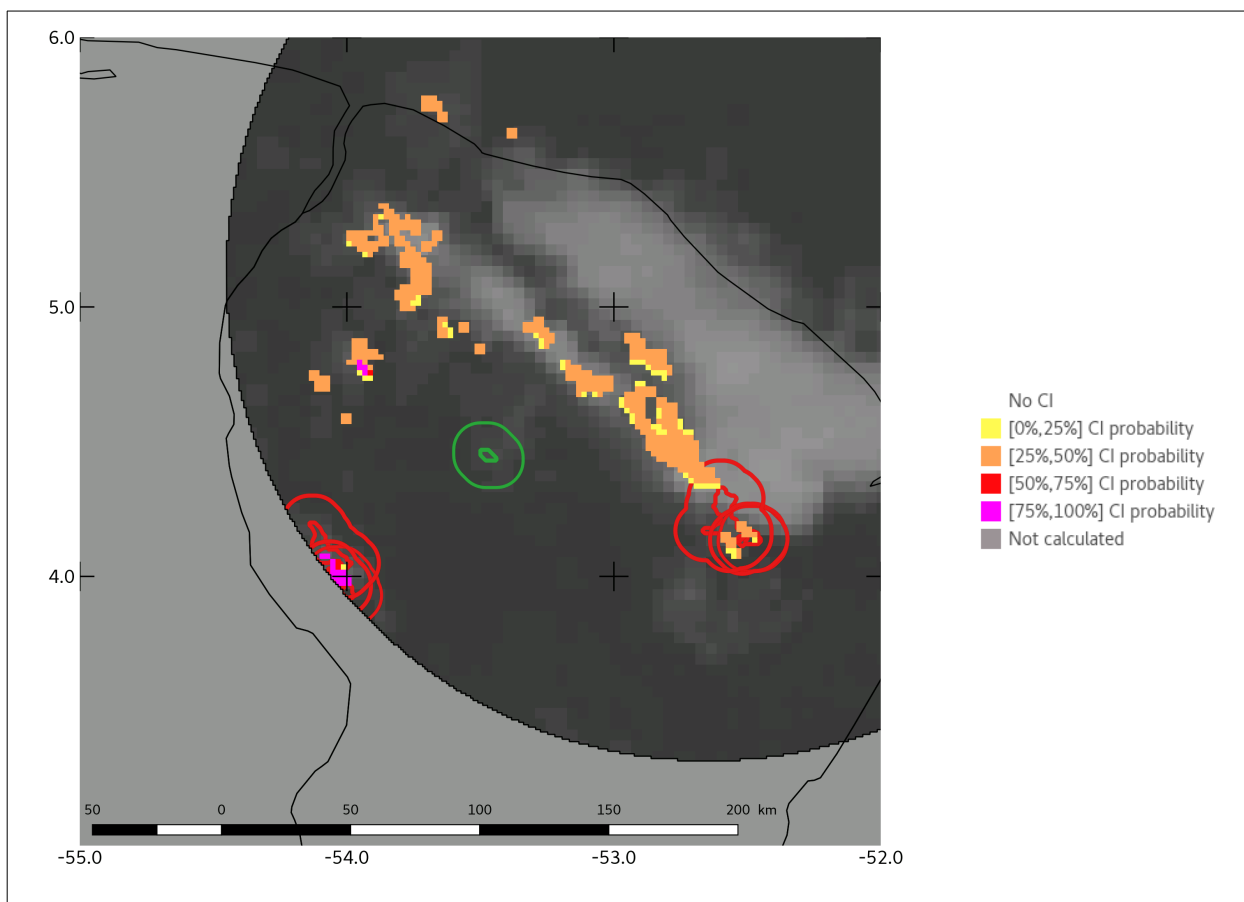 6.0
5.0
4.0
50 0 50 100 150 200 km
-55.0 -54.0 -53.0 -52.0
No CI
[0%,25%] CI probability
[25%,50%] CI probability
[50%,75%] CI probability
[75%,100%] CI probability
Not calculated